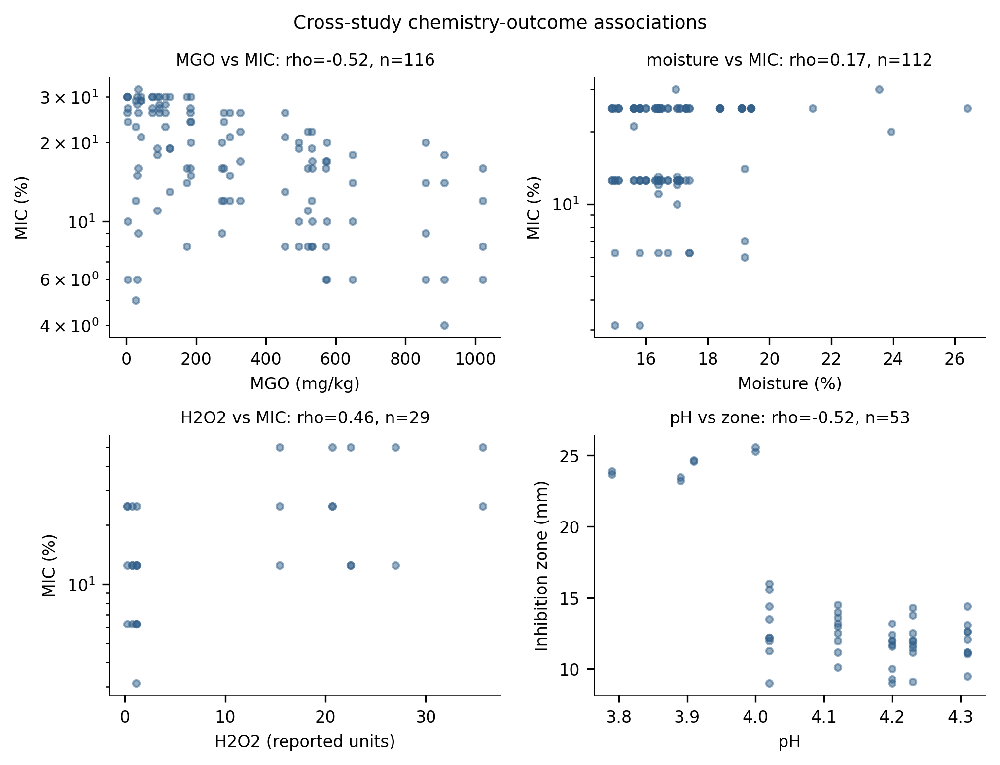 Cross-study chemistry-outcome associations
MGO vs MIC: rho=-0.52, n=116
3 × 10¹
2 × 10¹
10¹
6 × 10⁰
4 × 10⁰
MIC (%)
0 200 400 600 800 1000
MGO (mg/kg)
moisture vs MIC: rho=0.17, n=112
10¹
MIC (%)
16 18 20 22 24 26
Moisture (%)
H2O2 vs MIC: rho=0.46, n=29
10¹
MIC (%)
0 10 20 30
H2O2 (reported units)
pH vs zone: rho=-0.52, n=53
25
20
15
10
Inhibition zone (mm)
3.8 3.9 4.0 4.1 4.2 4.3
pH